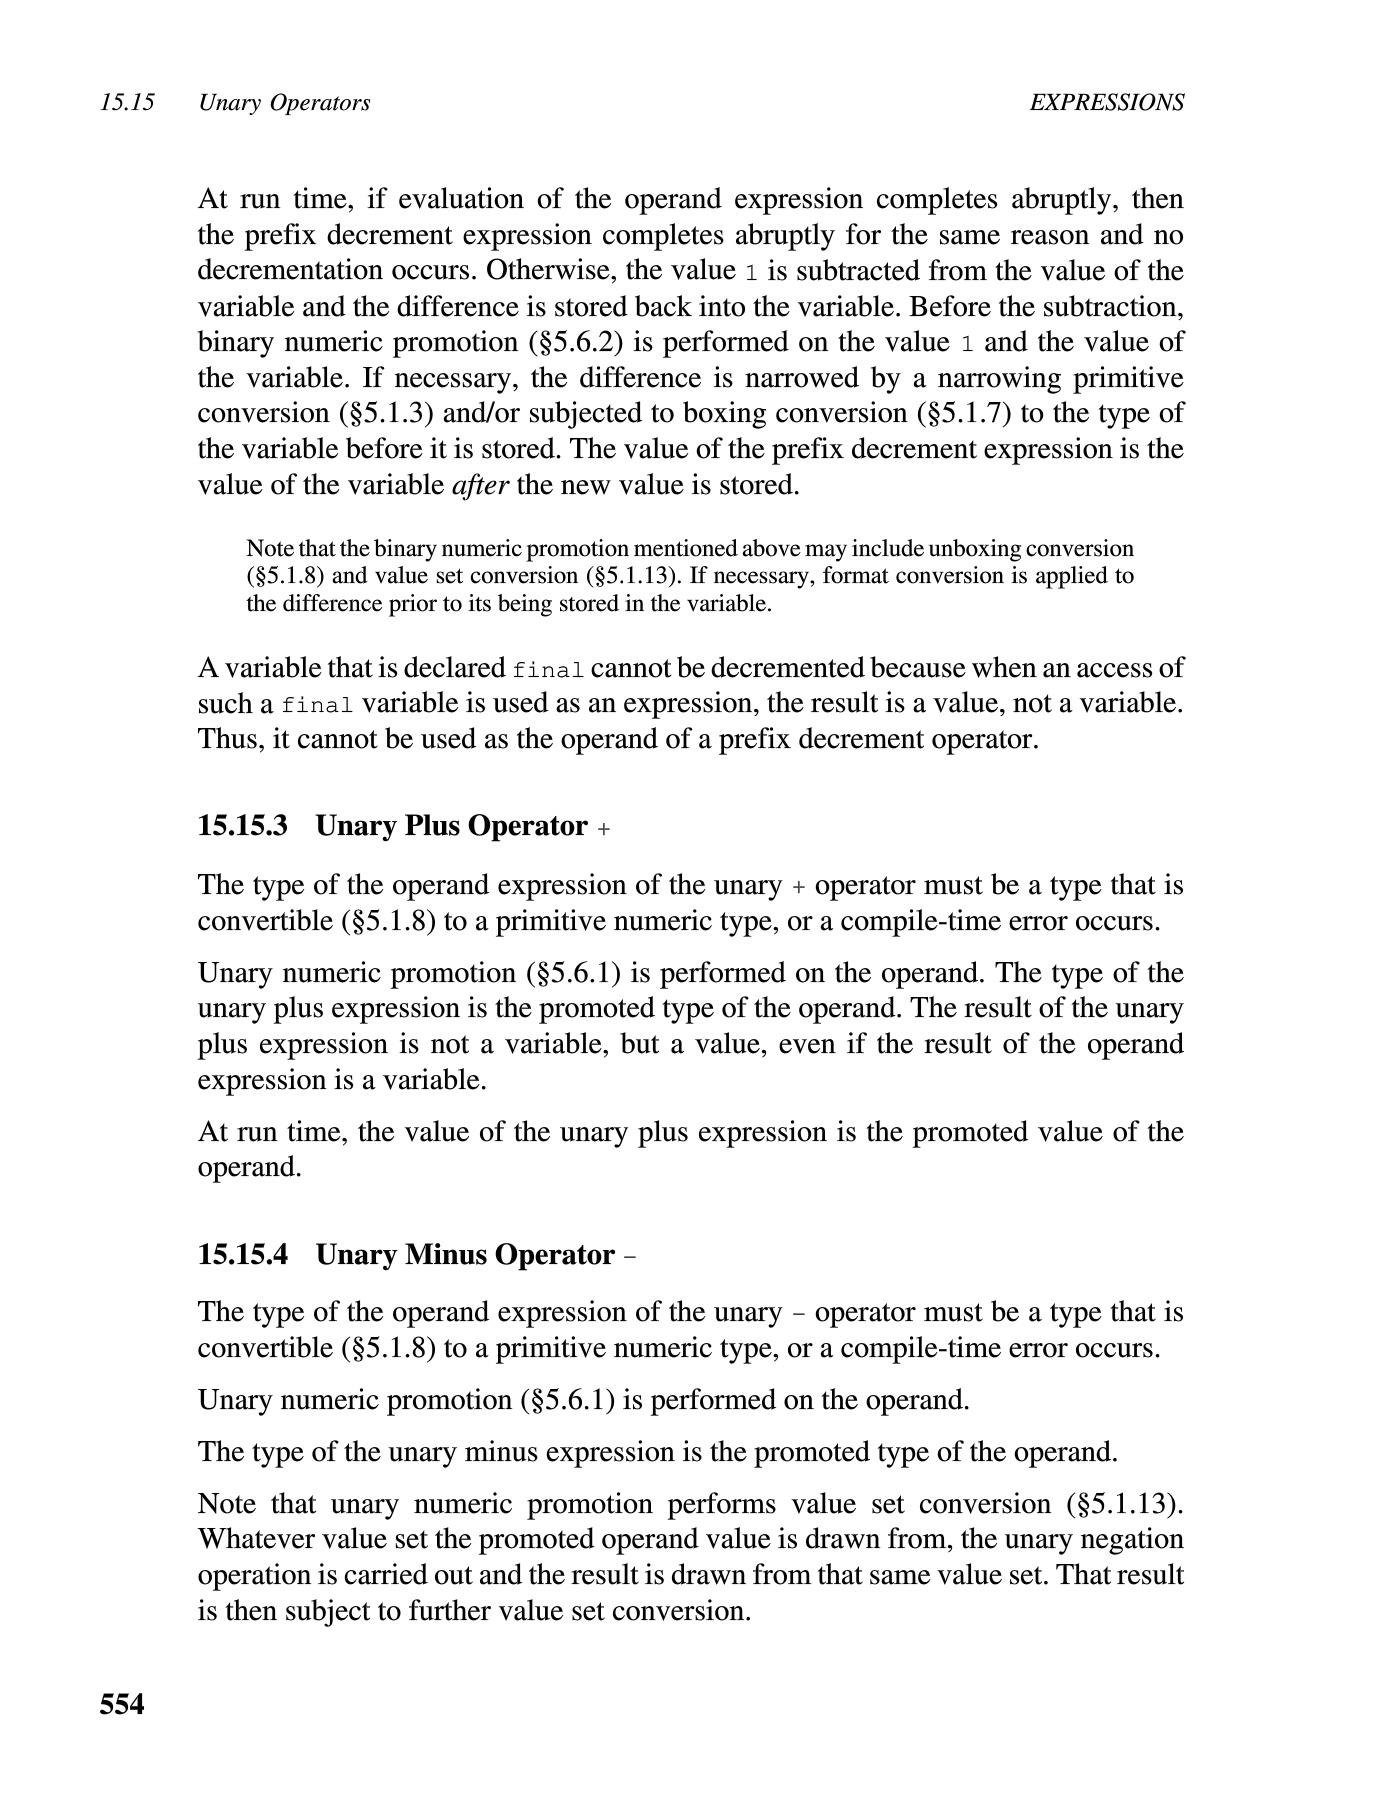 15.15 Unary Operators EXPRESSIONS
At run time, if evaluation of the operand expression completes abruptly, then
the prefix decrement expression completes abruptly for the same reason and no
decrementation occurs. Otherwise, the value 1 is subtracted from the value of the
variable and the difference is stored back into the variable. Before the subtraction,
binary numeric promotion (§5.6.2) is performed on the value 1 and the value of
the variable. If necessary, the difference is narrowed by a narrowing primitive
conversion (§5.1.3) and/or subjected to boxing conversion (§5.1.7) to the type of
the variable before it is stored. The value of the prefix decrement expression is the
value of the variable after the new value is stored.
Note that the binary numeric promotion mentioned above may include unboxing conversion
(§5.1.8) and value set conversion (§5.1.13). If necessary, format conversion is applied to
the difference prior to its being stored in the variable.
A variable that is declared final cannot be decremented because when an access of
such a final variable is used as an expression, the result is a value, not a variable.
Thus, it cannot be used as the operand of a prefix decrement operator.
15.15.3 Unary Plus Operator +
The type of the operand expression of the unary + operator must be a type that is
convertible (§5.1.8) to a primitive numeric type, or a compile-time error occurs.
Unary numeric promotion (§5.6.1) is performed on the operand. The type of the
unary plus expression is the promoted type of the operand. The result of the unary
plus expression is not a variable, but a value, even if the result of the operand
expression is a variable.
At run time, the value of the unary plus expression is the promoted value of the
operand.
15.15.4 Unary Minus Operator –
The type of the operand expression of the unary – operator must be a type that is
convertible (§5.1.8) to a primitive numeric type, or a compile-time error occurs.
Unary numeric promotion (§5.6.1) is performed on the operand.
The type of the unary minus expression is the promoted type of the operand.
Note that unary numeric promotion performs value set conversion (§5.1.13).
Whatever value set the promoted operand value is drawn from, the unary negation
operation is carried out and the result is drawn from that same value set. That result
is then subject to further value set conversion.
554